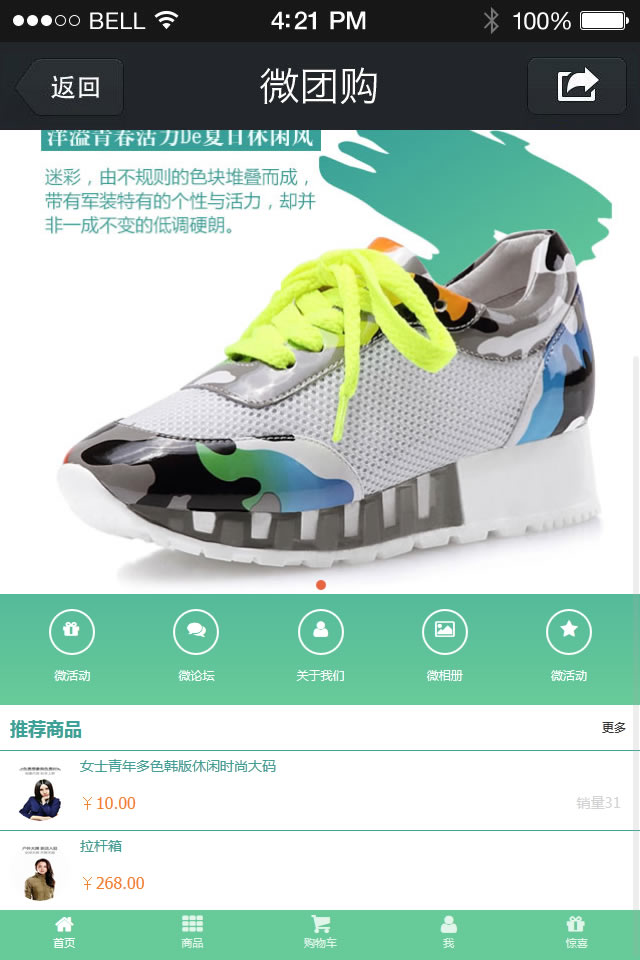 BELL 4:21 PM 100%
返回 微团购
洋溢青春活力De夏日休闲风
迷彩，由不规则的色块堆叠而成，
带有军装特有的个性与活力，却并
非一成不变的低调硬朗。
微活动 微论坛 关于我们 微相册 微活动
推荐商品 更多
女士青年多色韩版休闲时尚大码
￥10.00 销量31
拉杆箱
￥268.00
首页 商品 购物车 我 惊喜